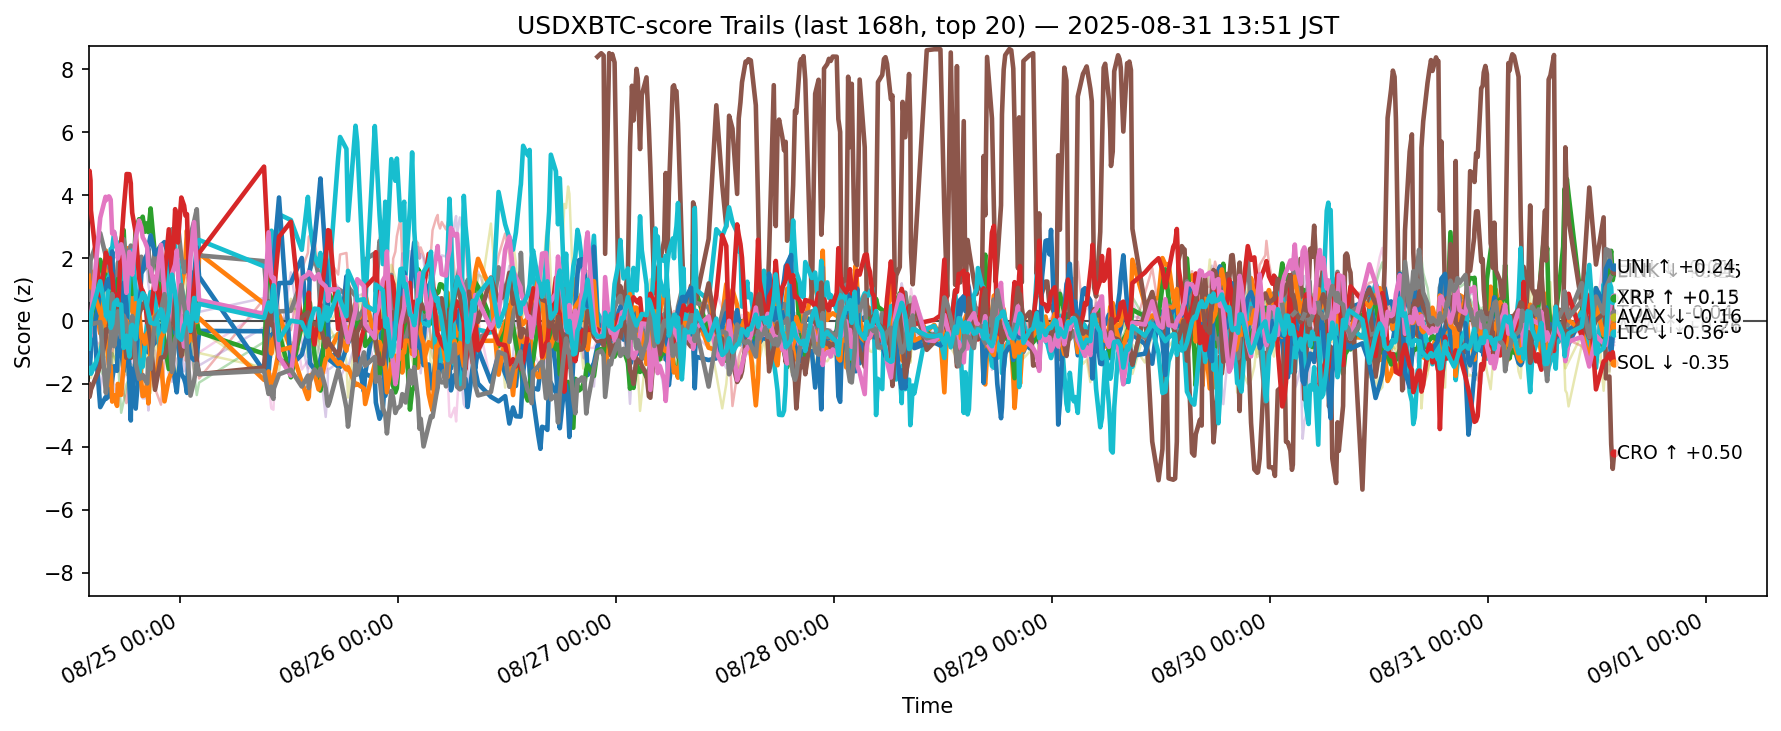 USDXBTC-score Trails (last 168h, top 20) — 2025-08-31 13:51 JST
Score (z)
8
6
4
2
0
−2
−4
−6
−8
UNI ↑ +0.24
LINK ↓
XRP ↑ +0.15
AVAX ↓ -0.16
LTC ↓ -0.36
SOL ↓ -0.35
CRO ↑ +0.50
08/25 00:00
08/26 00:00
08/27 00:00
08/28 00:00
08/29 00:00
08/30 00:00
08/31 00:00
09/01 00:00
Time